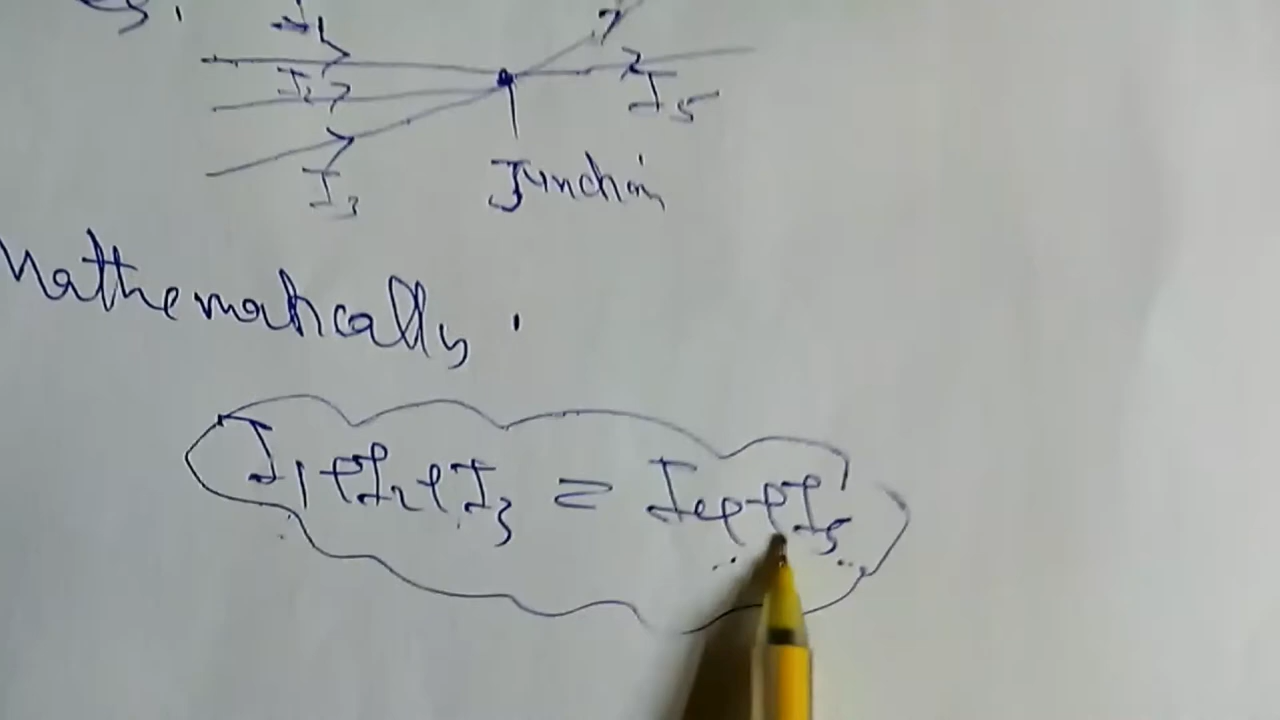 I1
I2
I5
I3
Junction
Mathematically.
I1+I2+I3 = I4+I5